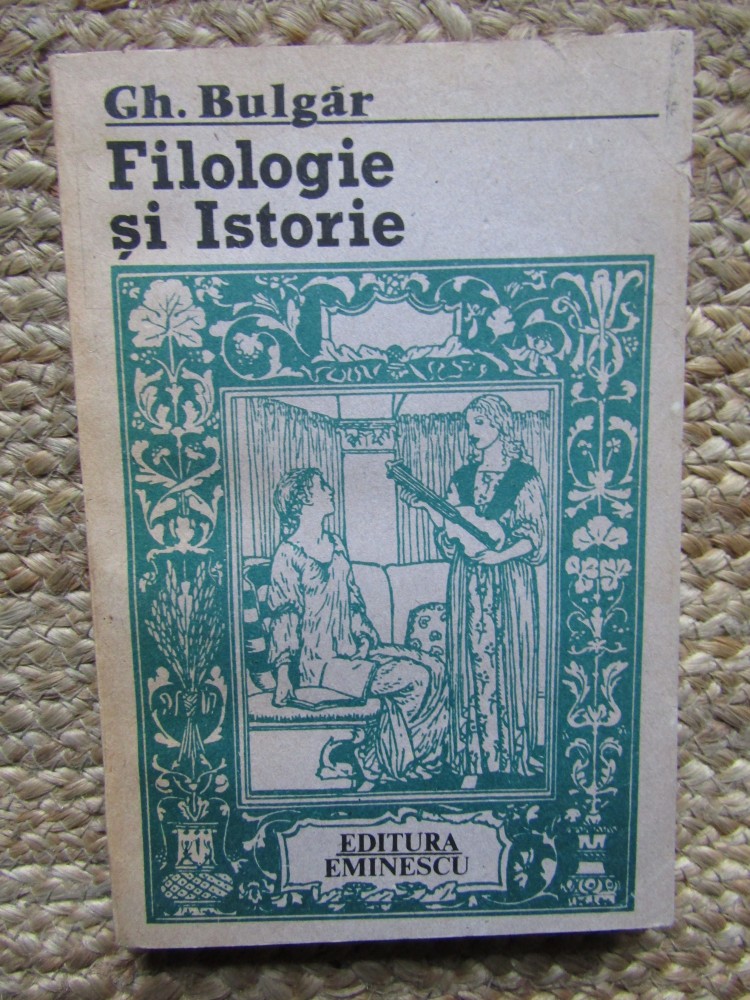 Gh. Bulgăr
Filologie
și Istorie
EDITURA
EMINESCU